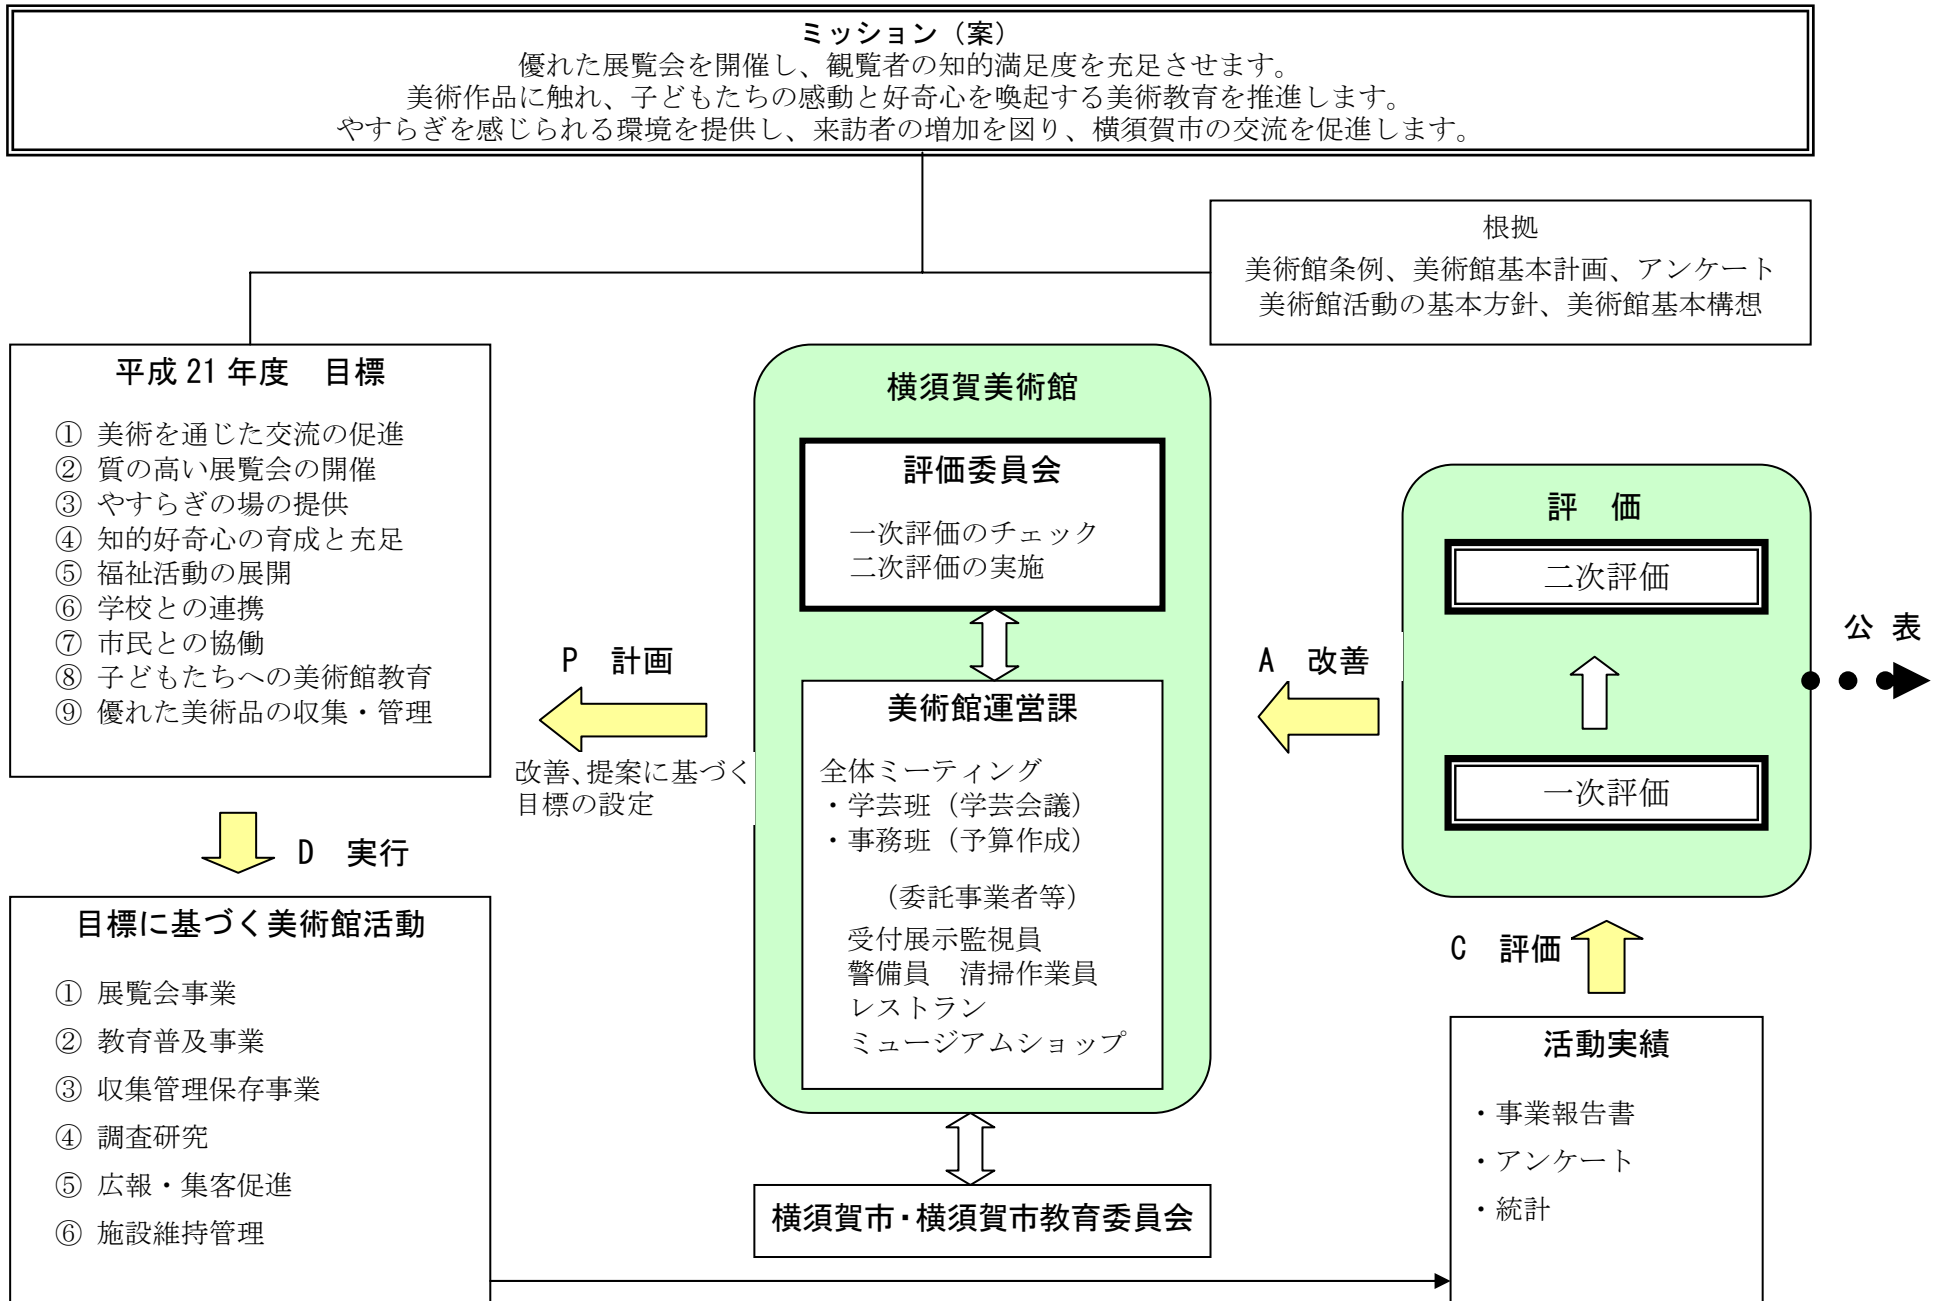 ミッション（案）
優れた展覧会を開催し、観覧者の知的満足度を充足させます。
美術作品に触れ、子どもたちの感動と好奇心を喚起する美術教育を推進します。
やすらぎを感じられる環境を提供し、来訪者の増加を図り、横須賀市の交流を促進します。
根拠
美術館条例、美術館基本計画、アンケート
美術館活動の基本方針、美術館基本構想
平成 21 年度　目標
① 美術を通じた交流の促進
② 質の高い展覧会の開催
③ やすらぎの場の提供
④ 知的好奇心の育成と充足
⑤ 福祉活動の展開
⑥ 学校との連携
⑦ 市民との協働
⑧ 子どもたちへの美術館教育
⑨ 優れた美術品の収集・管理
P　計画
改善、提案に基づく
目標の設定
D　実行
目標に基づく美術館活動
① 展覧会事業
② 教育普及事業
③ 収集管理保存事業
④ 調査研究
⑤ 広報・集客促進
⑥ 施設維持管理
横須賀美術館
評価委員会
一次評価のチェック
二次評価の実施
美術館運営課
全体ミーティング
・学芸班（学芸会議）
・事務班（予算作成）
（委託事業者等）
受付展示監視員
警備員　清掃作業員
レストラン
ミュージアムショップ
横須賀市・横須賀市教育委員会
A　改善
評　価
二次評価
一次評価
公 表
C　評価
活動実績
・事業報告書
・アンケート
・統計